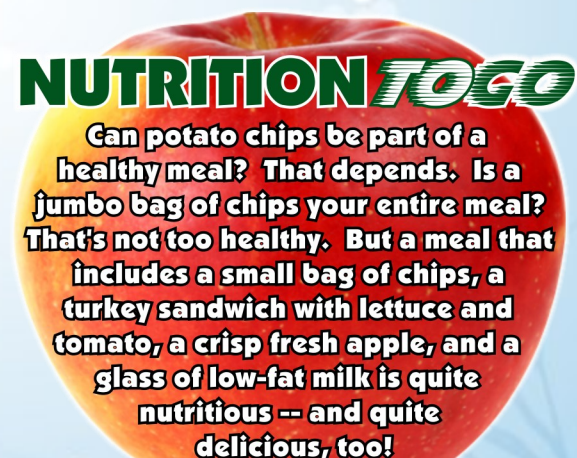 NUTRITION TO GO
Can potato chips be part of a
healthy meal?  That depends.  Is a
jumbo bag of chips your entire meal?
That's not too healthy.  But a meal that
includes a small bag of chips, a
turkey sandwich with lettuce and
tomato, a crisp fresh apple, and a
glass of low-fat milk is quite
nutritious -- and quite
delicious, too!